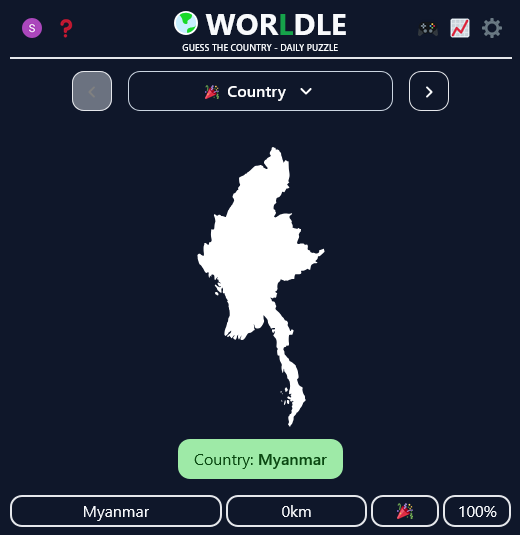 S ?
WORLDLE
GUESS THE COUNTRY - DAILY PUZZLE
Country
Country: Myanmar
Myanmar 0km 100%